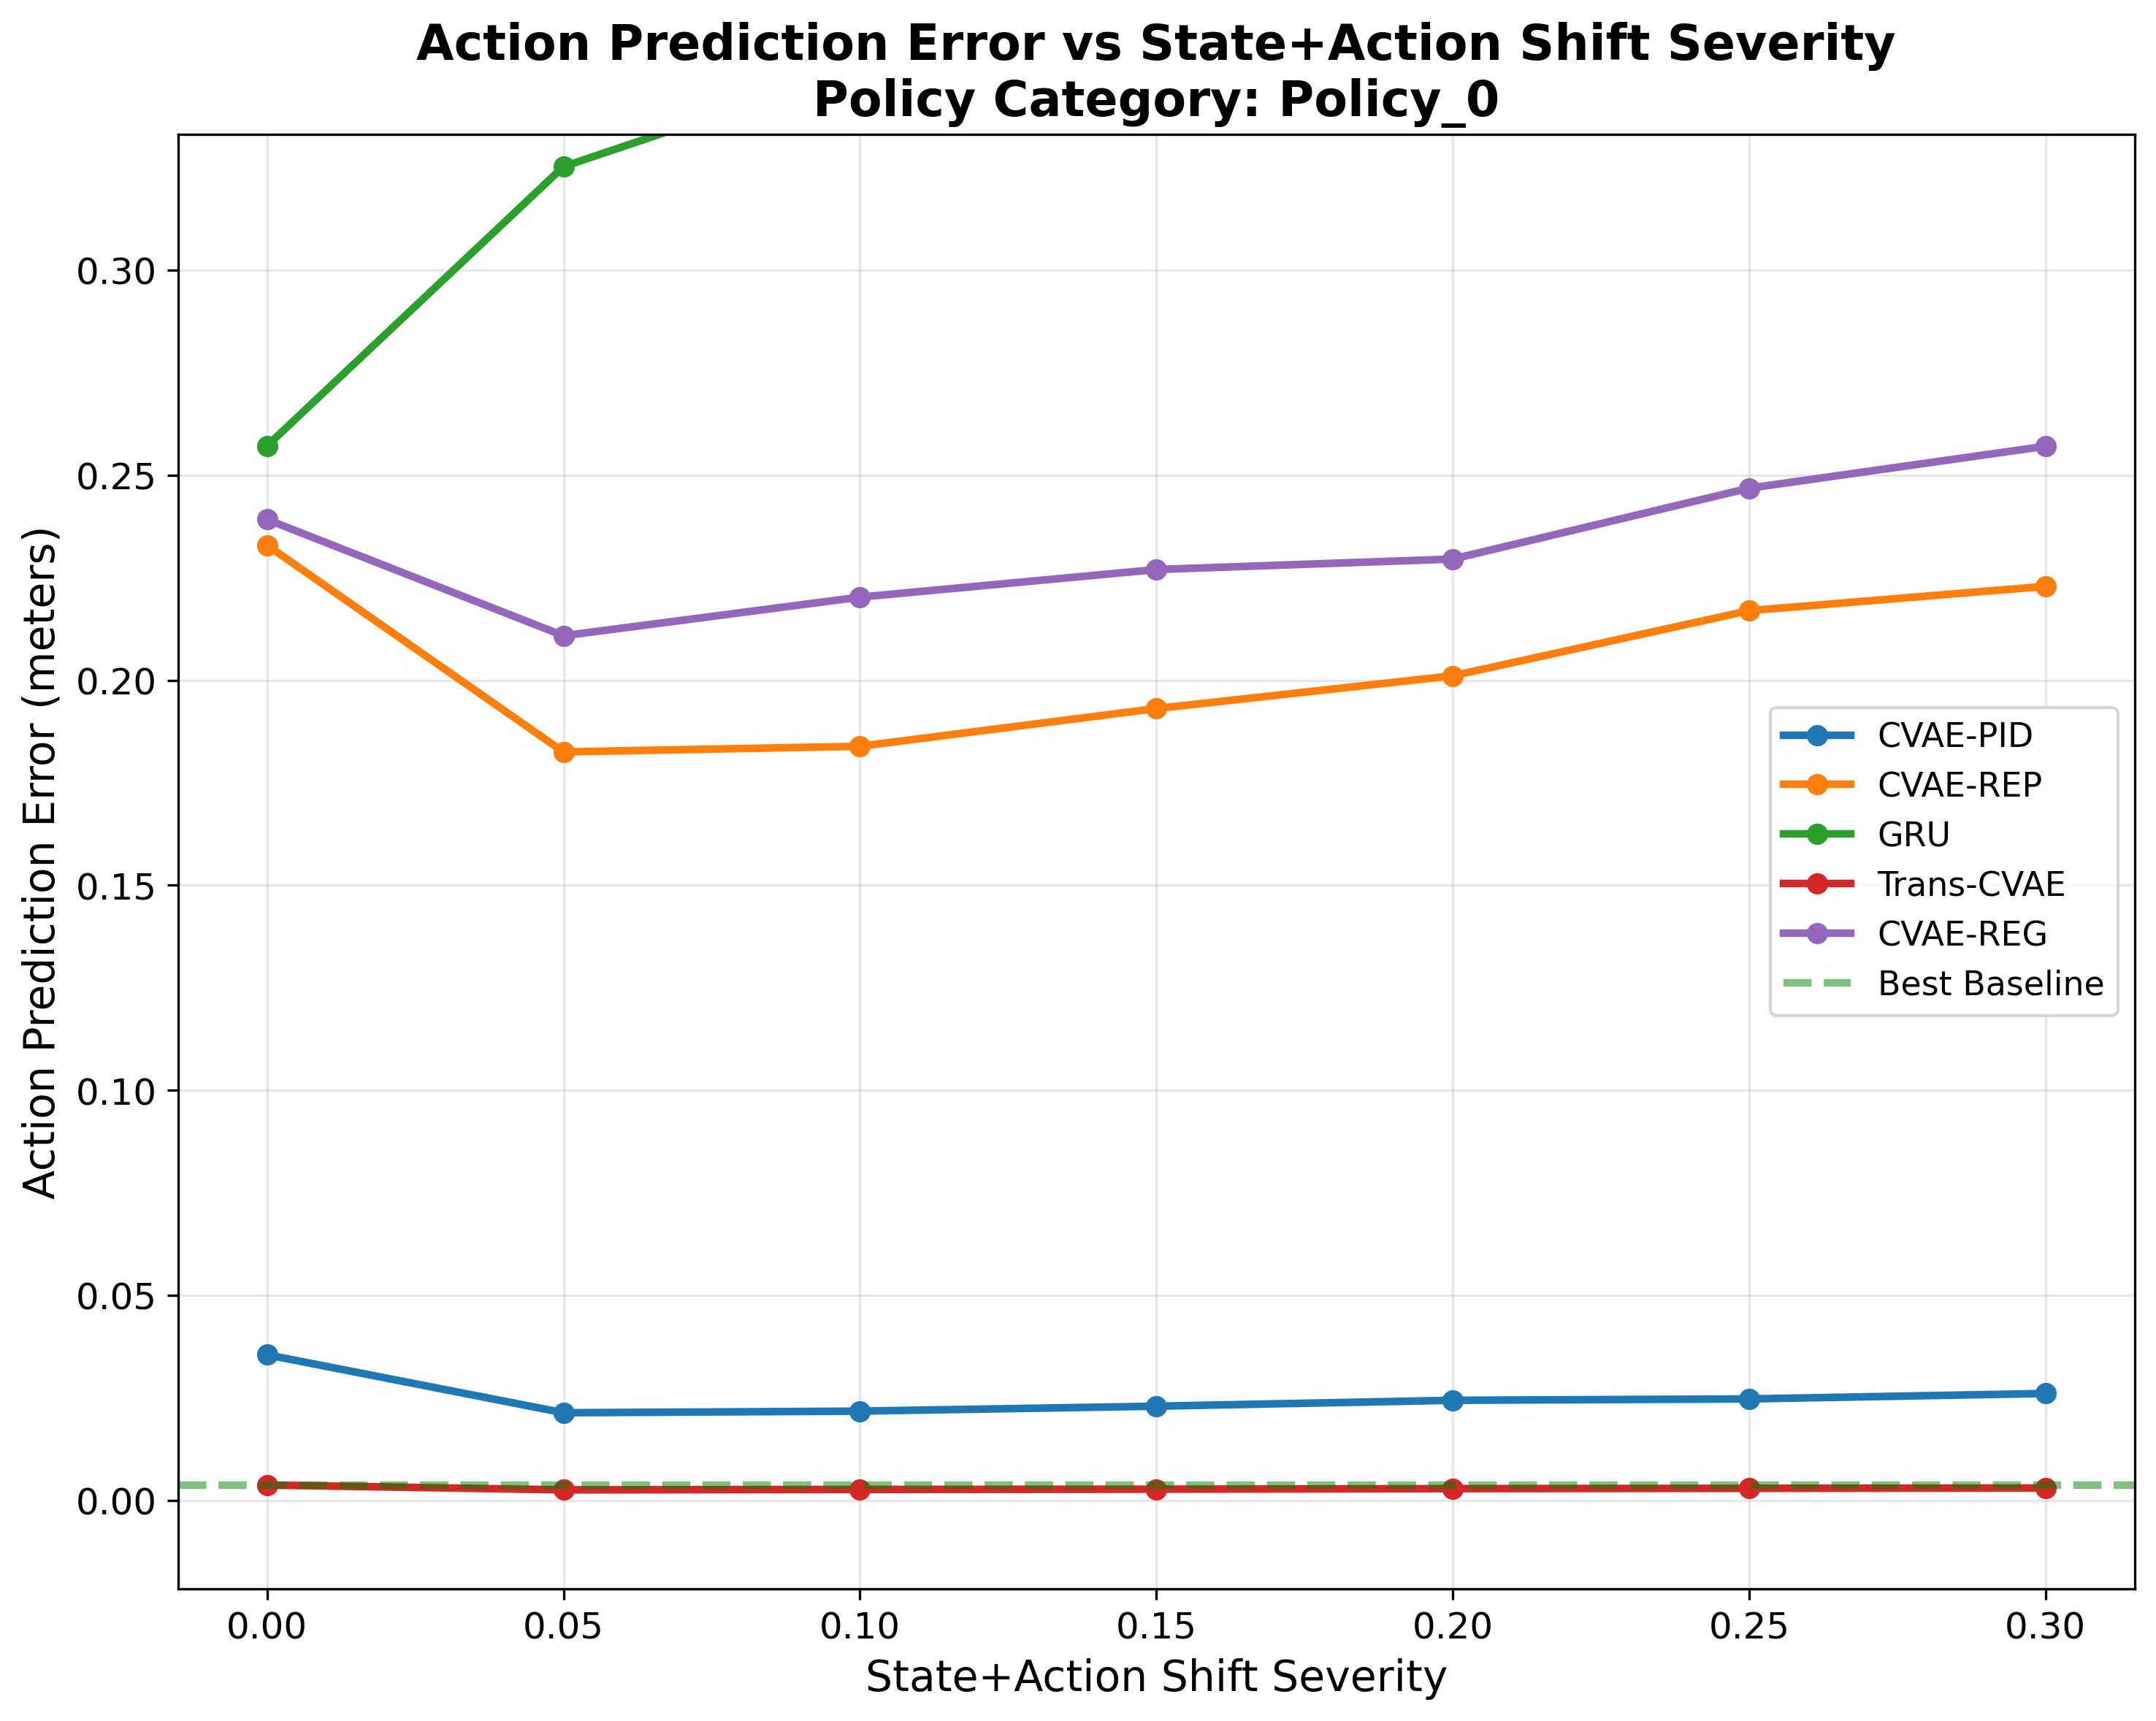 Action Prediction Error vs State+Action Shift Severity
Policy Category: Policy_0
Action Prediction Error (meters)
0.30
0.25
0.20
0.15
0.10
0.05
0.00
CVAE-PID
CVAE-REP
GRU
Trans-CVAE
CVAE-REG
Best Baseline
0.00 0.05 0.10 0.15 0.20 0.25 0.30
State+Action Shift Severity